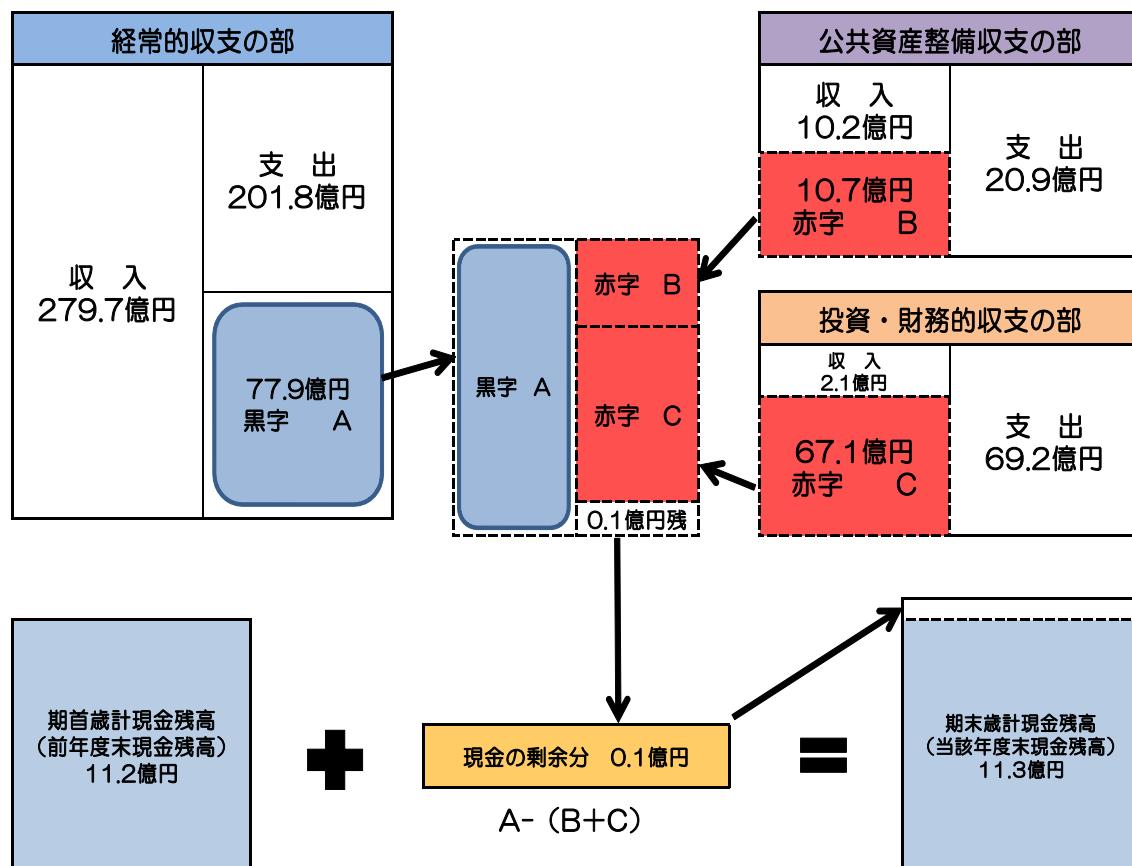 経常的収支の部
収　入
279.7億円
支　出
201.8億円
77.9億円
黒字　A
黒字　A
赤字　B
赤字　C
0.1億円残
公共資産整備収支の部
収　入
10.2億円
10.7億円
赤字　B
支　出
20.9億円
投資・財務的収支の部
収　入
2.1億円
67.1億円
赤字　C
支　出
69.2億円
期首歳計現金残高
（前年度末現金残高）
11.2億円
現金の剰余分　0.1億円
A-（B+C）
期末歳計現金残高
（当該年度末現金残高）
11.3億円